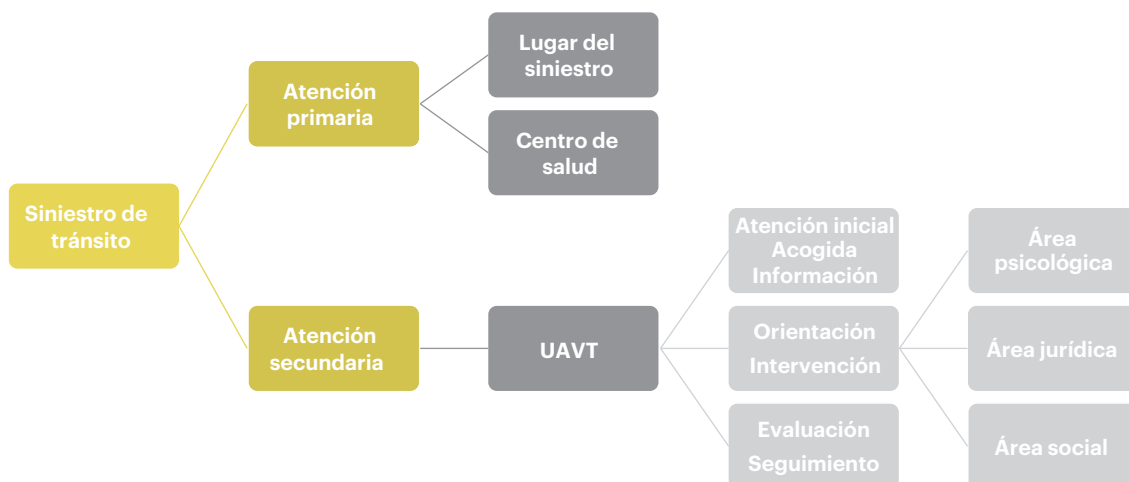 Siniestro de
tránsito
Atención
primaria
Lugar del
siniestro
Centro de
salud
Atención
secundaria
UAVT
Atención inicial
Acogida
Información
Orientación
Intervención
Evaluación
Seguimiento
Área
psicológica
Área jurídica
Área social